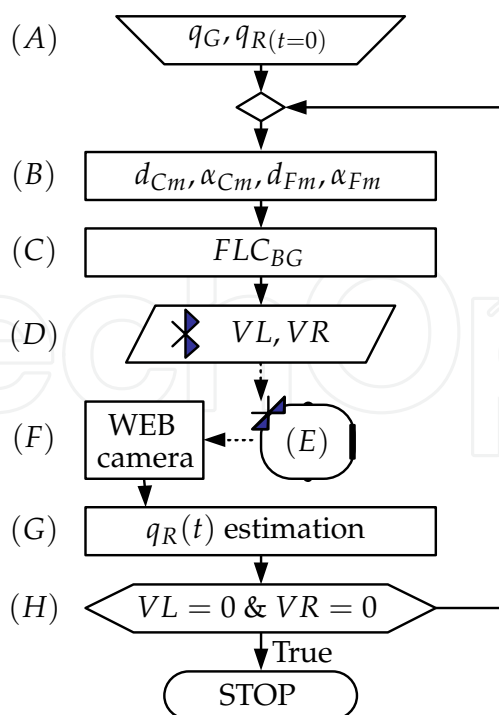 (A) q_G, q_R(t=0)
(B) d_Cm, α_Cm, d_Fm, α_Fm
(C) FLC_BG
(D) VL, VR
(E)
(F) WEB
camera
(G) q_R(t) estimation
(H) VL = 0 & VR = 0
True
STOP